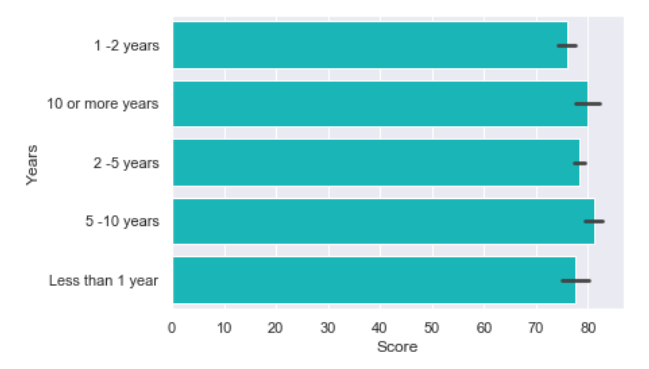 1 -2 years
10 or more years
2 -5 years
5 -10 years
Less than 1 year
Years
0 10 20 30 40 50 60 70 80
Score